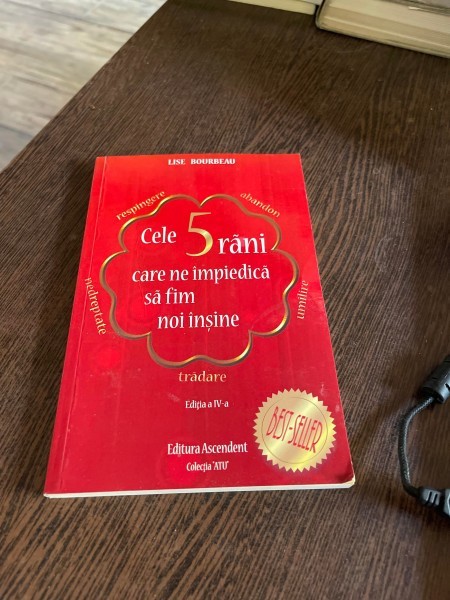 LISE BOURBEAU
respingere
abandon
Cele 5 răni
care ne împiedică
să fim
noi înșine
nedreptate
umilire
trădare
Ediția a IV-a
BEST-SELLER
Editura Ascendent
Colecția "ATU"